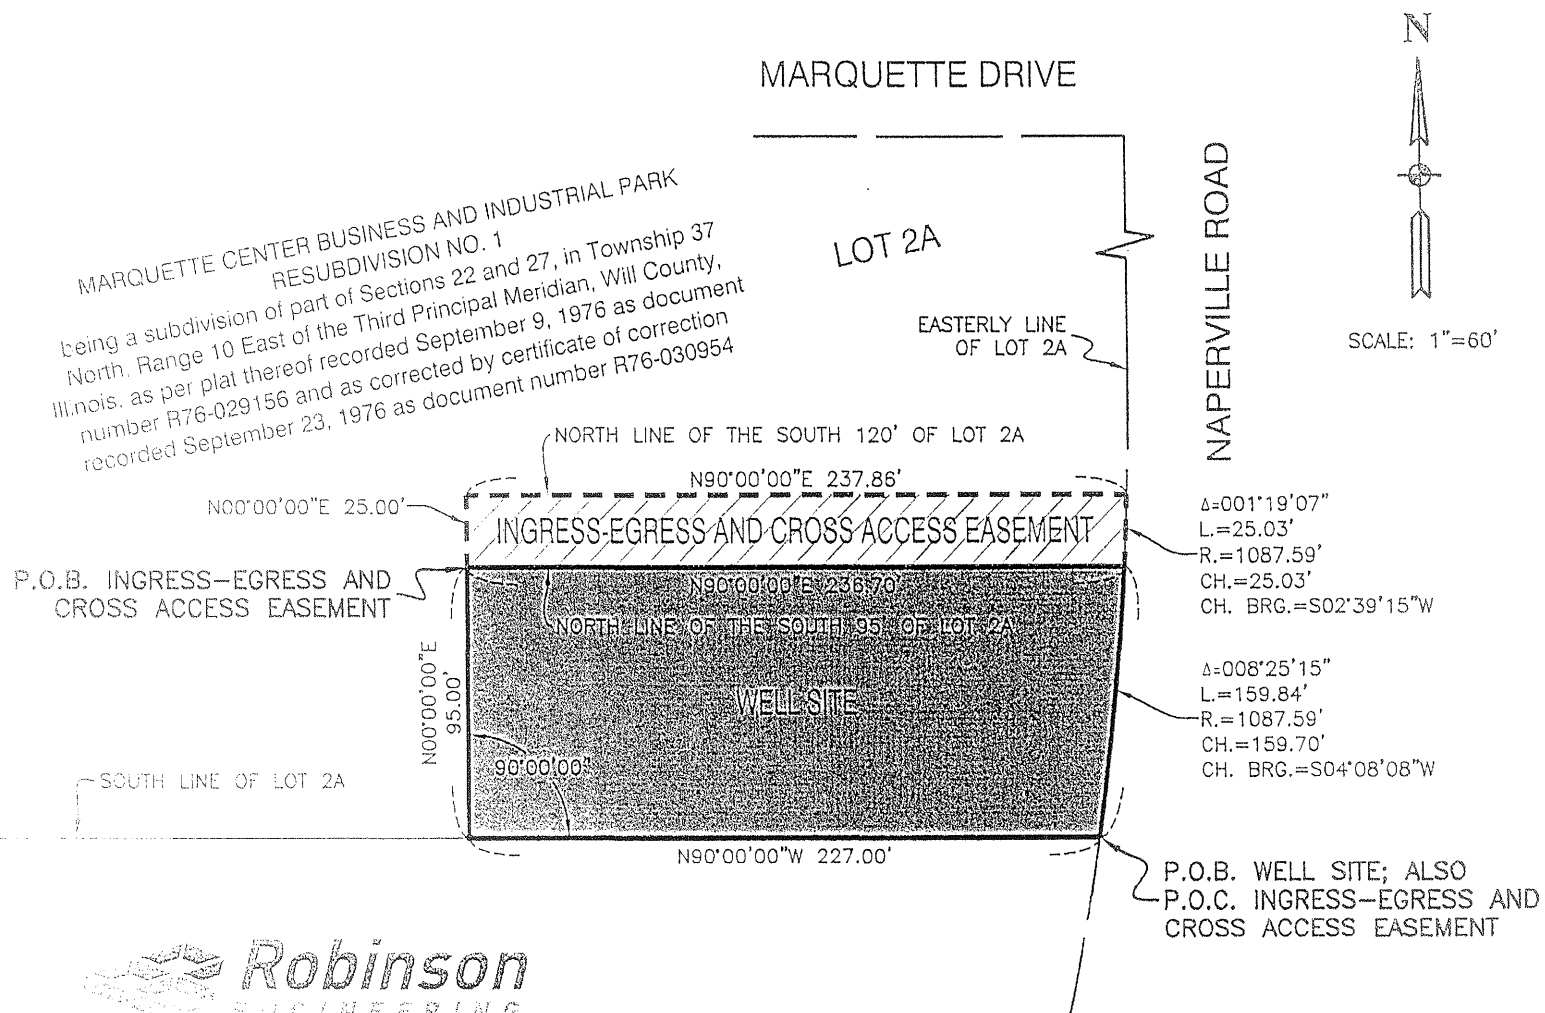 N
MARQUETTE DRIVE
NAPERVILLE ROAD
SCALE: 1"=60'
MARQUETTE CENTER BUSINESS AND INDUSTRIAL PARK
RESUBDIVISION NO. 1
being a subdivision of part of Sections 22 and 27, in Township 37
North, Range 10 East of the Third Principal Meridian, Will County,
Illinois, as per plat thereof recorded September 9, 1976 as document
number R76-029156 and as corrected by certificate of correction
recorded September 23, 1976 as document number R76-030954
LOT 2A
EASTERLY LINE
OF LOT 2A
NORTH LINE OF THE SOUTH 120' OF LOT 2A
N90°00'00"E 237.86'
N00°00'00"E 25.00'
INGRESS-EGRESS AND CROSS ACCESS EASEMENT
Δ=001°19'07"
L.=25.03'
R.=1087.59'
CH.=25.03'
CH. BRG.=S02°39'15"W
P.O.B. INGRESS-EGRESS AND
CROSS ACCESS EASEMENT
N90°00'00"E 236.70'
NORTH LINE OF THE SOUTH 95' OF LOT 2A
N00°00'00"E
95.00'
WELL SITE
90°00'00"
Δ=008°25'15"
L.=159.84'
R.=1087.59'
CH.=159.70'
CH. BRG.=S04°08'08"W
SOUTH LINE OF LOT 2A
N90°00'00"W 227.00'
P.O.B. WELL SITE; ALSO
P.O.C. INGRESS-EGRESS AND
CROSS ACCESS EASEMENT
Robinson
ENGINEERING